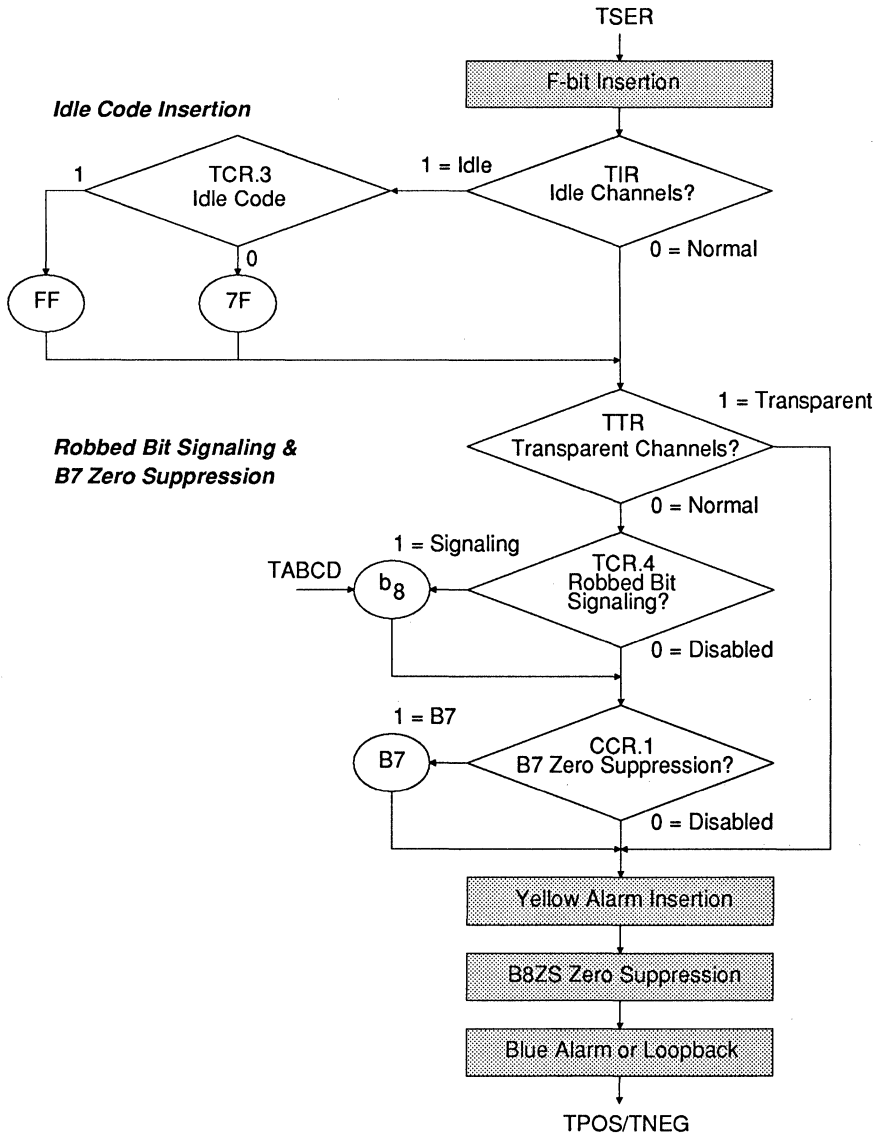 TSER
F-bit Insertion
Idle Code Insertion
1
TCR.3
Idle Code
1 = Idle
TIR
Idle Channels?
0
0 = Normal
FF
7F
1 = Transparent
TTR
Transparent Channels?
Robbed Bit Signaling &
B7 Zero Suppression
0 = Normal
1 = Signaling
TABCD
b8
TCR.4
Robbed Bit
Signaling?
0 = Disabled
1 = B7
B7
CCR.1
B7 Zero Suppression?
0 = Disabled
Yellow Alarm Insertion
B8ZS Zero Suppression
Blue Alarm or Loopback
TPOS/TNEG